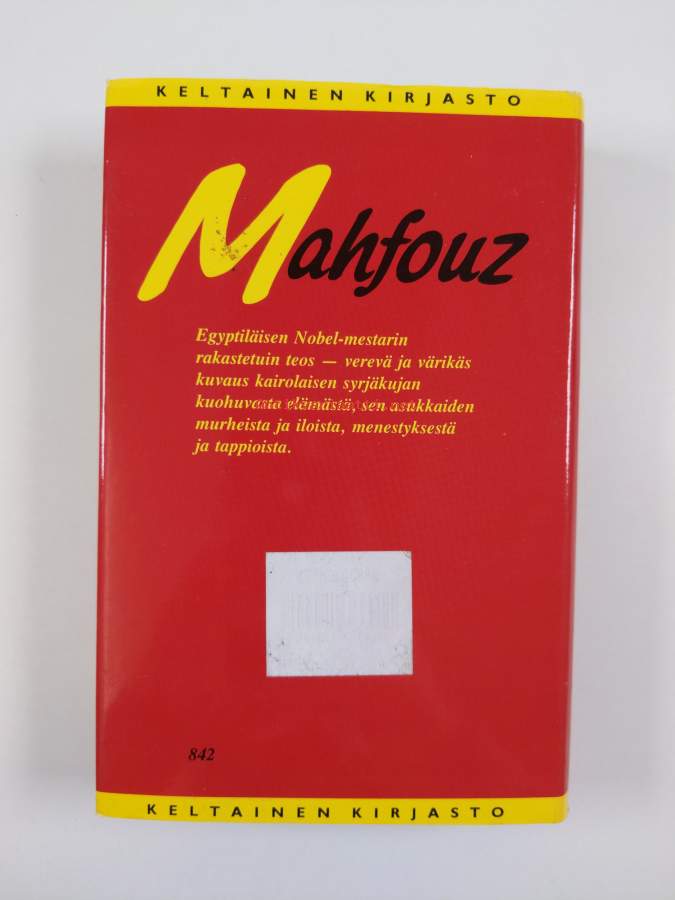 KELTAINEN KIRJASTO
Mahfouz
Egyptiläisen Nobel-mestarin
rakastetuin teos — verevä ja värikäs
kuvaus kairolaisen syrjäkujan
kuohuvasta elämästä, sen asukkaiden
murheista ja iloista, menestyksestä
ja tappioista.
842
KELTAINEN KIRJASTO